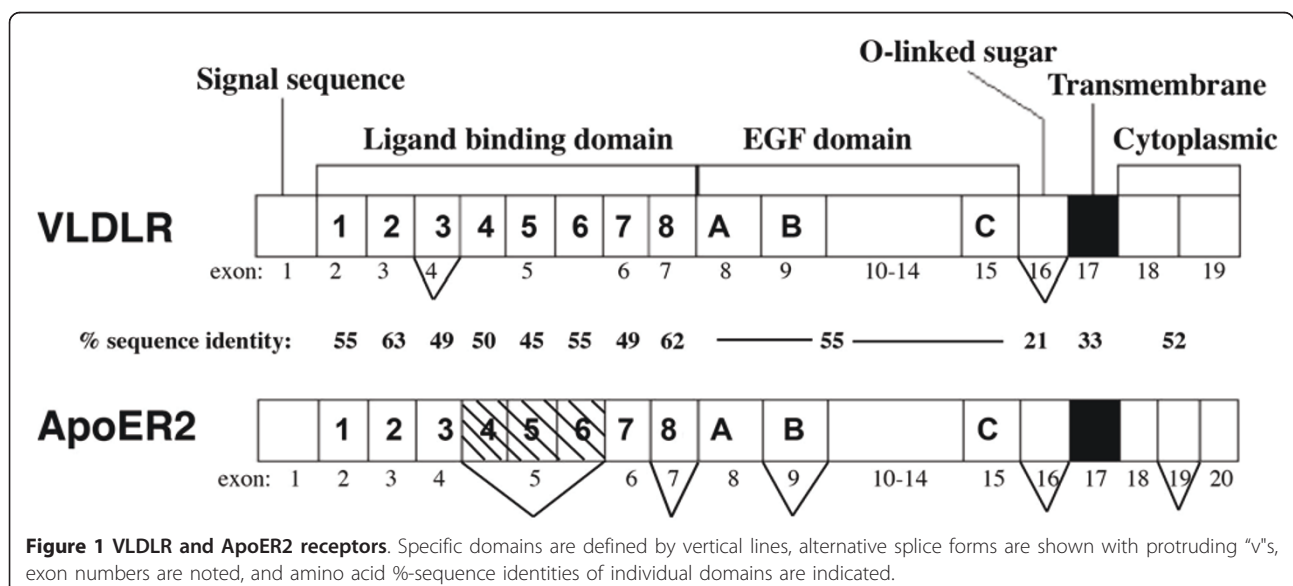 O-linked sugar
Signal sequence
Transmembrane
Ligand binding domain EGF domain Cytoplasmic
VLDLR 1 2 3 4 5 6 7 8 A B C
exon: 1 2 3 4 5 6 7 8 9 10-14 15 16 17 18 19
% sequence identity: 55 63 49 50 45 55 49 62 55 21 33 52
ApoER2 1 2 3 4 5 6 7 8 A B C
exon: 1 2 3 4 5 6 7 8 9 10-14 15 16 17 18 19 20
Figure 1 VLDLR and ApoER2 receptors. Specific domains are defined by vertical lines, alternative splice forms are shown with protruding “v"s,
exon numbers are noted, and amino acid %-sequence identities of individual domains are indicated.